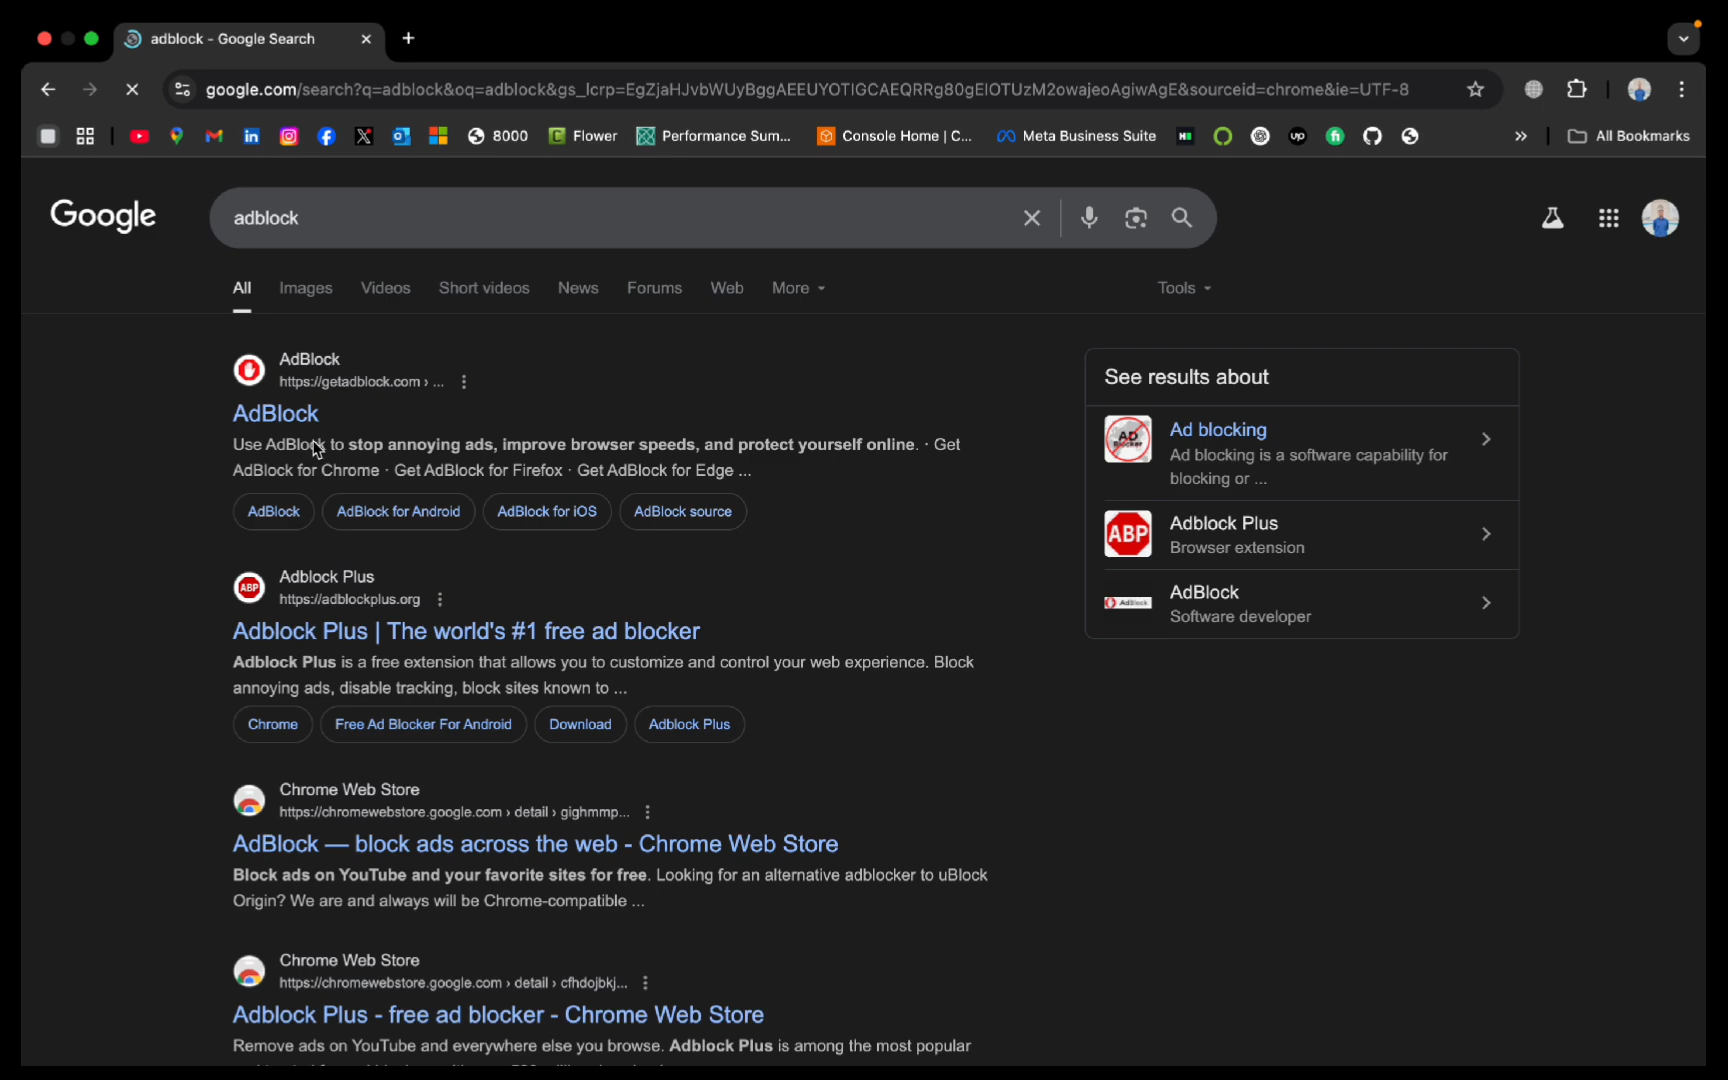 adblock - Google Search
google.com/search?q=adblock&oq=adblock&gs_lcrp=EgZjaHJvbWUyBggAEEUYOTIGCAEQRRg80gEIOTUzM2owajeoAgiwAgE&sourceid=chrome&ie=UTF-8
8000 Flower Performance Sum... Console Home | C... Meta Business Suite All Bookmarks
Google
adblock
All Images Videos Short videos News Forums Web More Tools
AdBlock
https://getadblock.com › ...
AdBlock
Use AdBlock to stop annoying ads, improve browser speeds, and protect yourself online. · Get
AdBlock for Chrome · Get AdBlock for Firefox · Get AdBlock for Edge ...
AdBlock AdBlock for Android AdBlock for iOS AdBlock source
ABP
Adblock Plus
https://adblockplus.org
Adblock Plus | The world's #1 free ad blocker
Adblock Plus is a free extension that allows you to customize and control your web experience. Block
annoying ads, disable tracking, block sites known to ...
Chrome Free Ad Blocker For Android Download Adblock Plus
Chrome Web Store
https://chromewebstore.google.com › detail › gighmmp...
AdBlock — block ads across the web - Chrome Web Store
Block ads on YouTube and your favorite sites for free. Looking for an alternative adblocker to uBlock
Origin? We are and always will be Chrome-compatible ...
Chrome Web Store
https://chromewebstore.google.com › detail › cfhdojbkj...
Adblock Plus - free ad blocker - Chrome Web Store
Remove ads on YouTube and everywhere else you browse. Adblock Plus is among the most popular
See results about
AD
Blocker
Ad blocking
Ad blocking is a software capability for
blocking or ...
ABP
Adblock Plus
Browser extension
AdBlock
AdBlock
Software developer